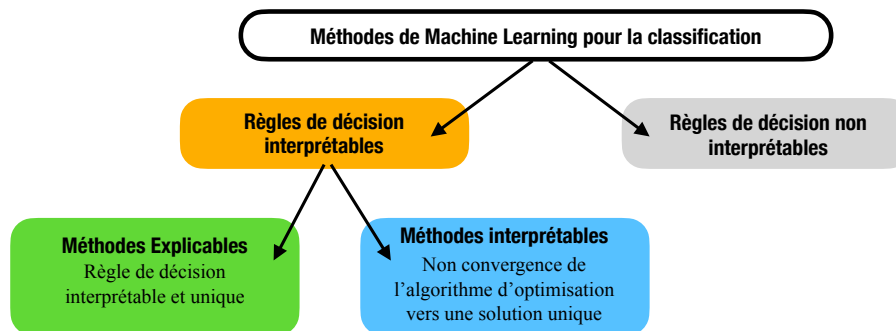 Méthodes de Machine Learning pour la classification
Règles de décision
interprétables
Règles de décision non
interprétables
Méthodes Explicables
Règle de décision
interprétable et unique
Méthodes interprétables
Non convergence de
l’algorithme d’optimisation
vers une solution unique